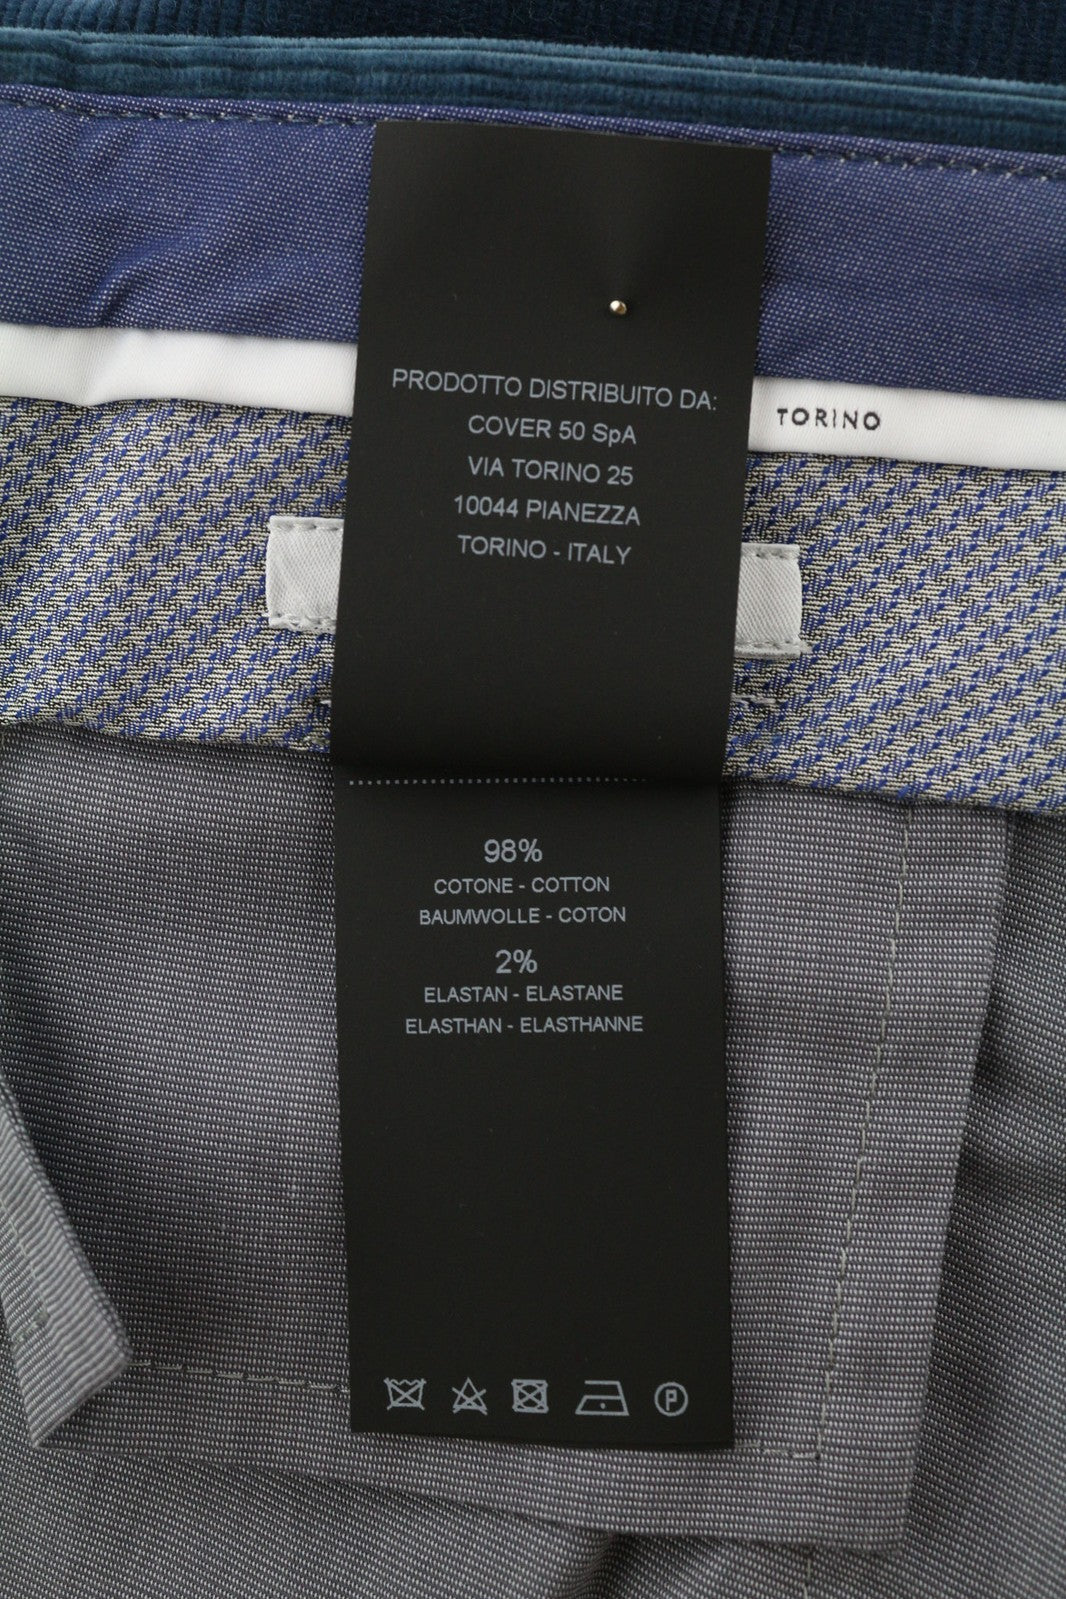 PRODOTTO DISTRIBUITO DA:
COVER 50 SpA
VIA TORINO 25
10044 PIANEZZA
TORINO - ITALY
TORINO
98%
COTONE - COTTON
BAUMWOLLE - COTON
2%
ELASTAN - ELASTANE
ELASTHAN - ELASTHANNE
P